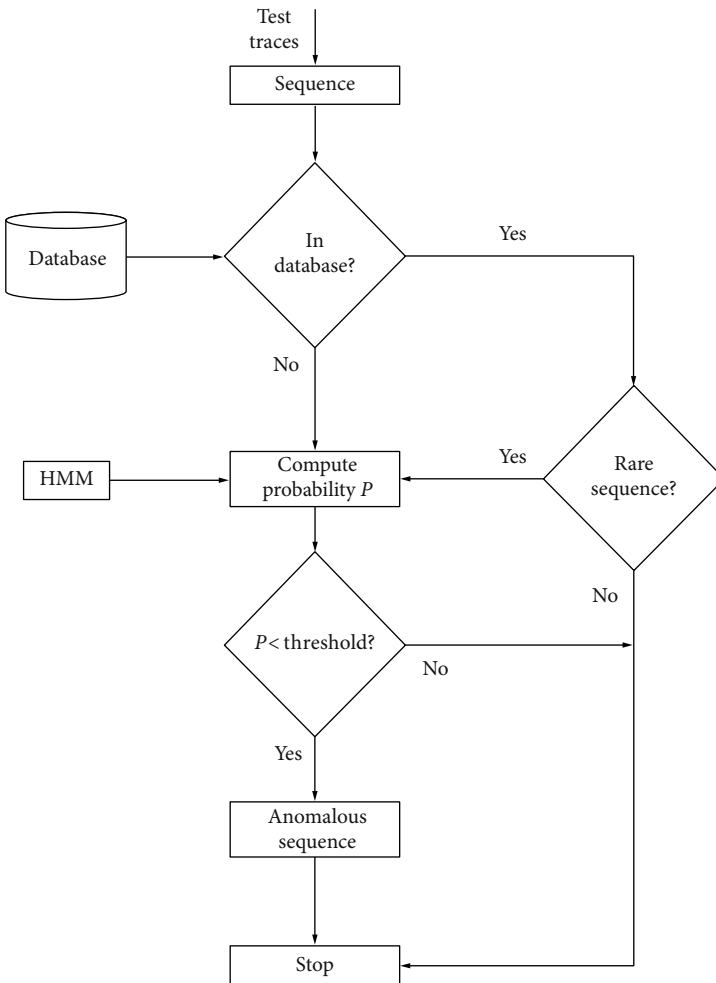 Test
traces
Sequence
In
database?
Yes
Database
No
HMM
Compute
probability P
Yes
Rare
sequence?
No
P < threshold?
No
Yes
Anomalous
sequence
Stop